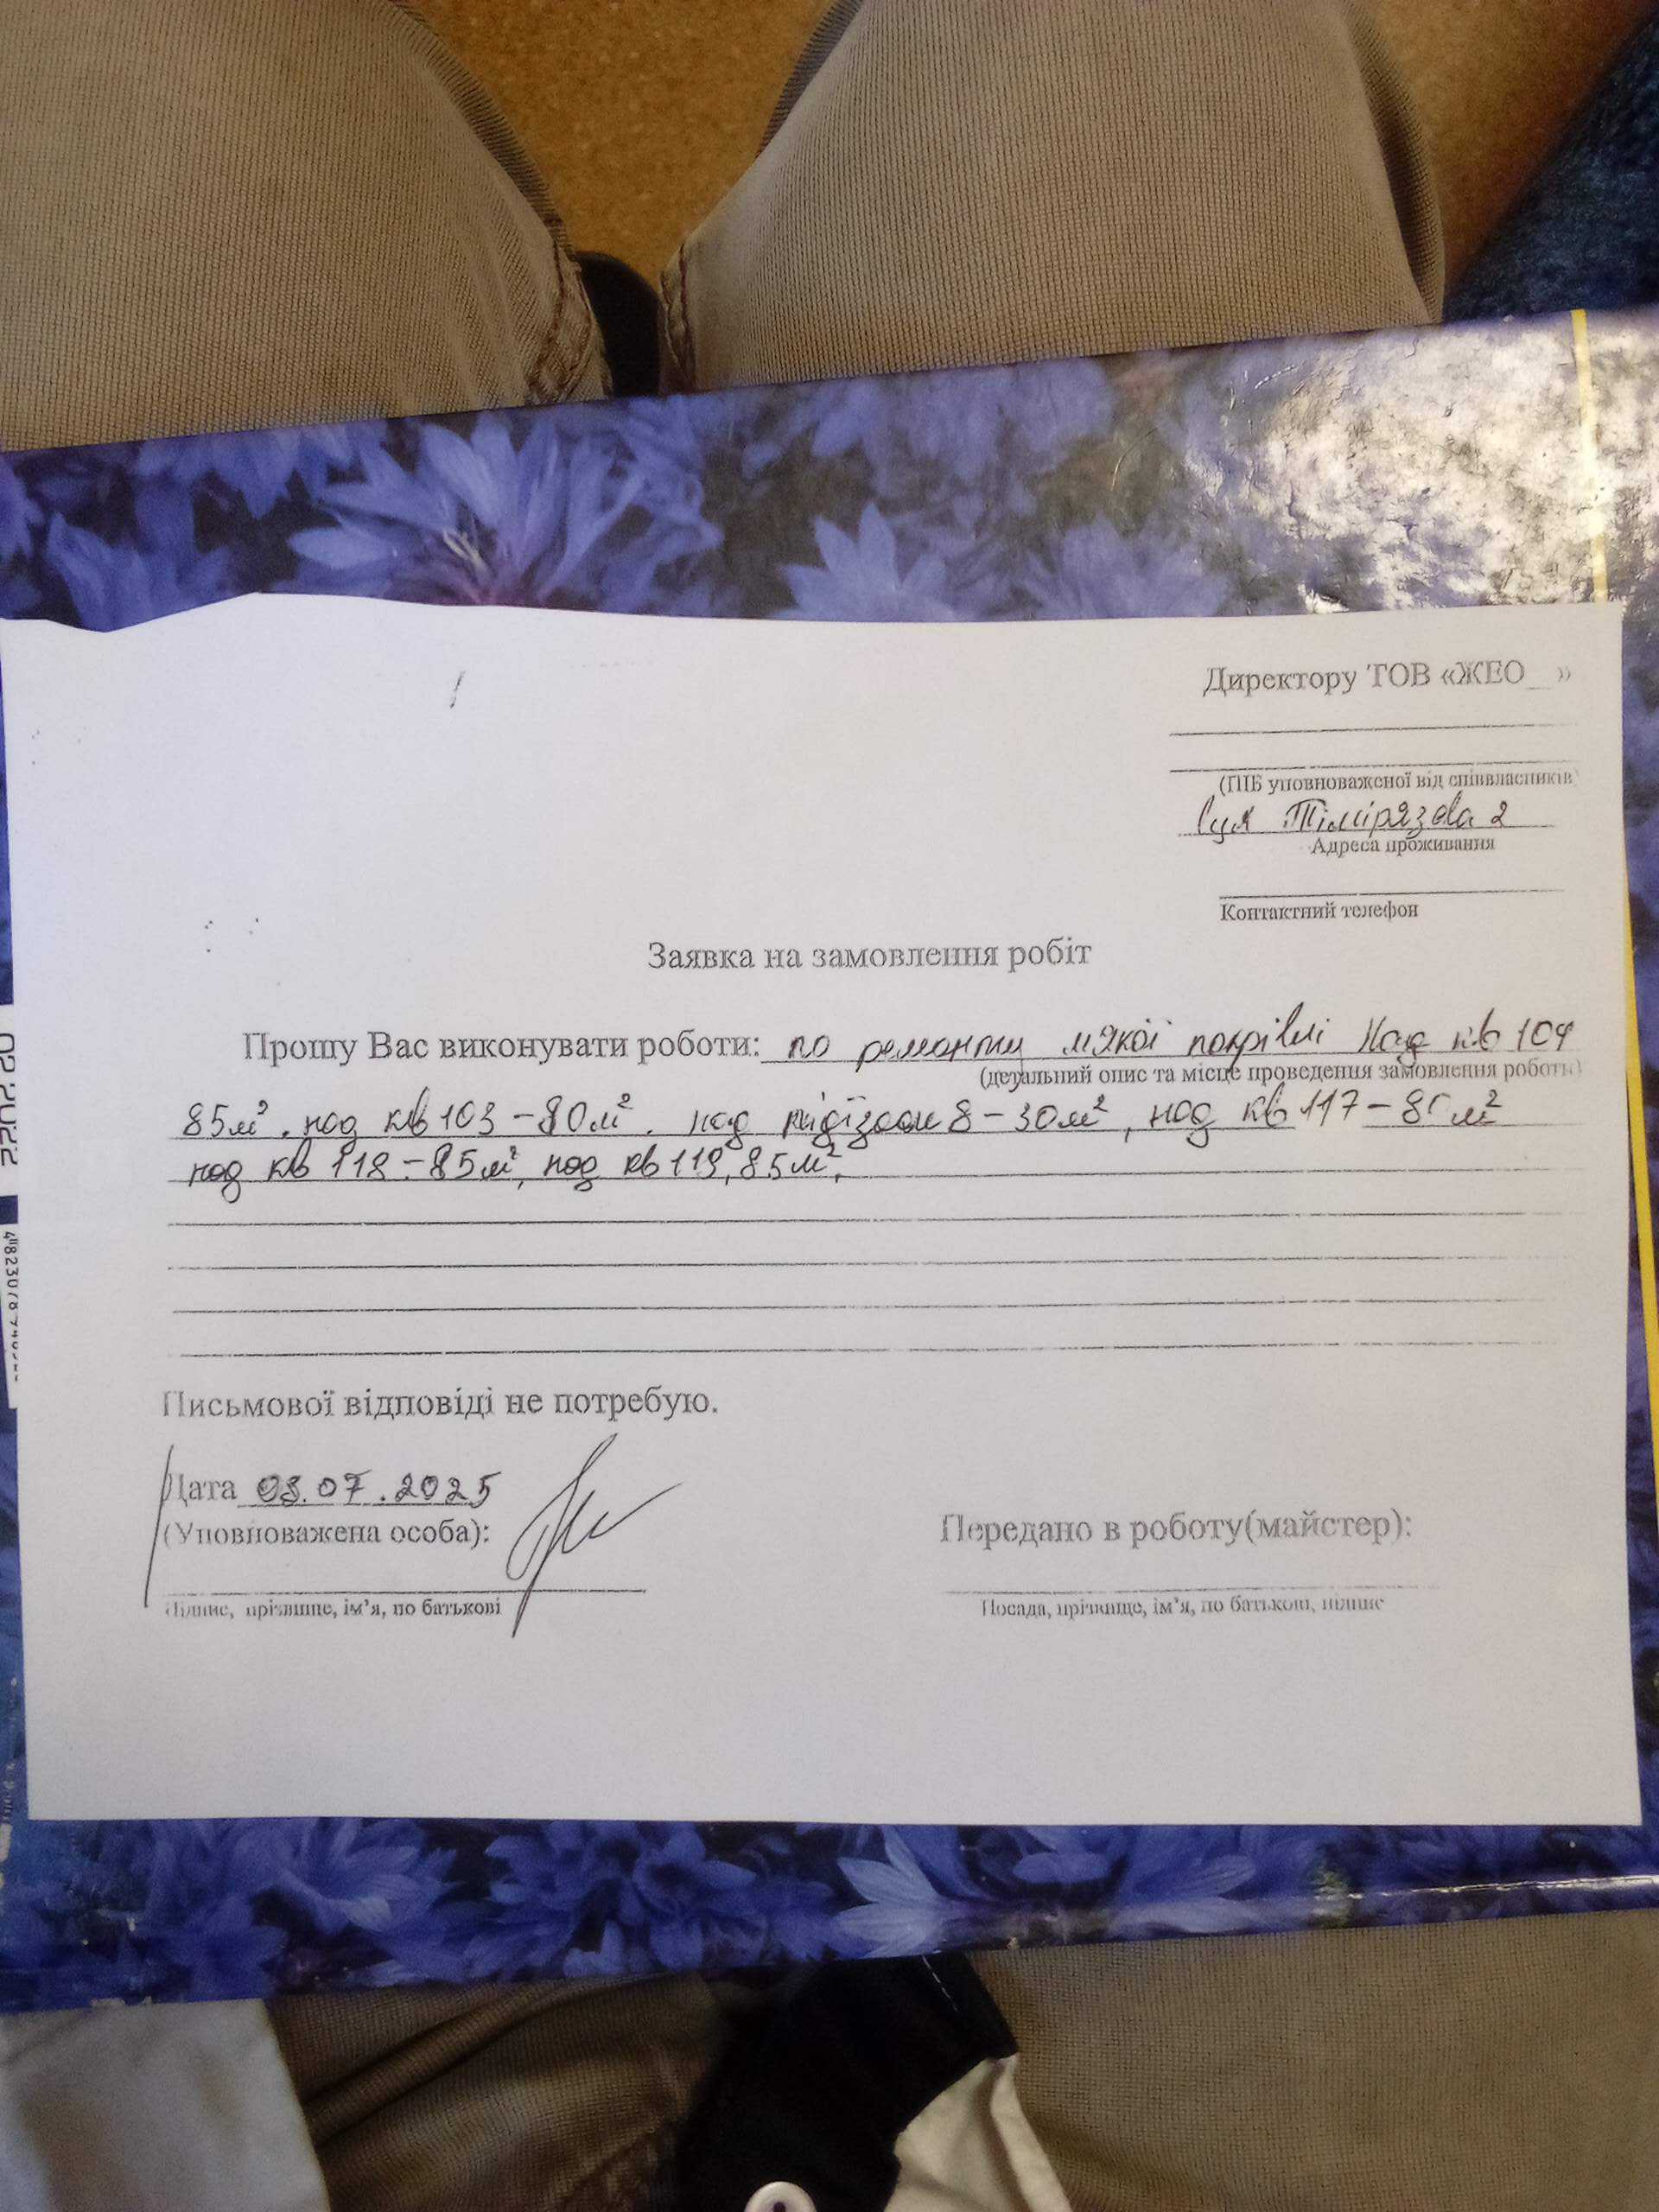 Директору ТОВ «ЖЕО__»
(ПІБ уповноваженої від співвласників)
вул Тімірязєва 2
Адреса проживання
Контактний телефон
Заявка на замовлення робіт
Прошу Вас виконувати роботи: по ремонту мякої покрівлі Над кв 104
(детальний опис та місце проведення замовлення роботи)
85м², над кв 103 – 80м². над підїздом 8 – 30м², над кв 117 – 80м²
над кв 118 – 85м², над кв 119, 85м².
Письмової відповіді не потребую.
Дата 03.07.2025
(Уповноважена особа):
Передано в роботу(майстер):
Підпис, прізвище, ім’я, по батькові
Посада, прізвище, ім’я, по батькові, підпис